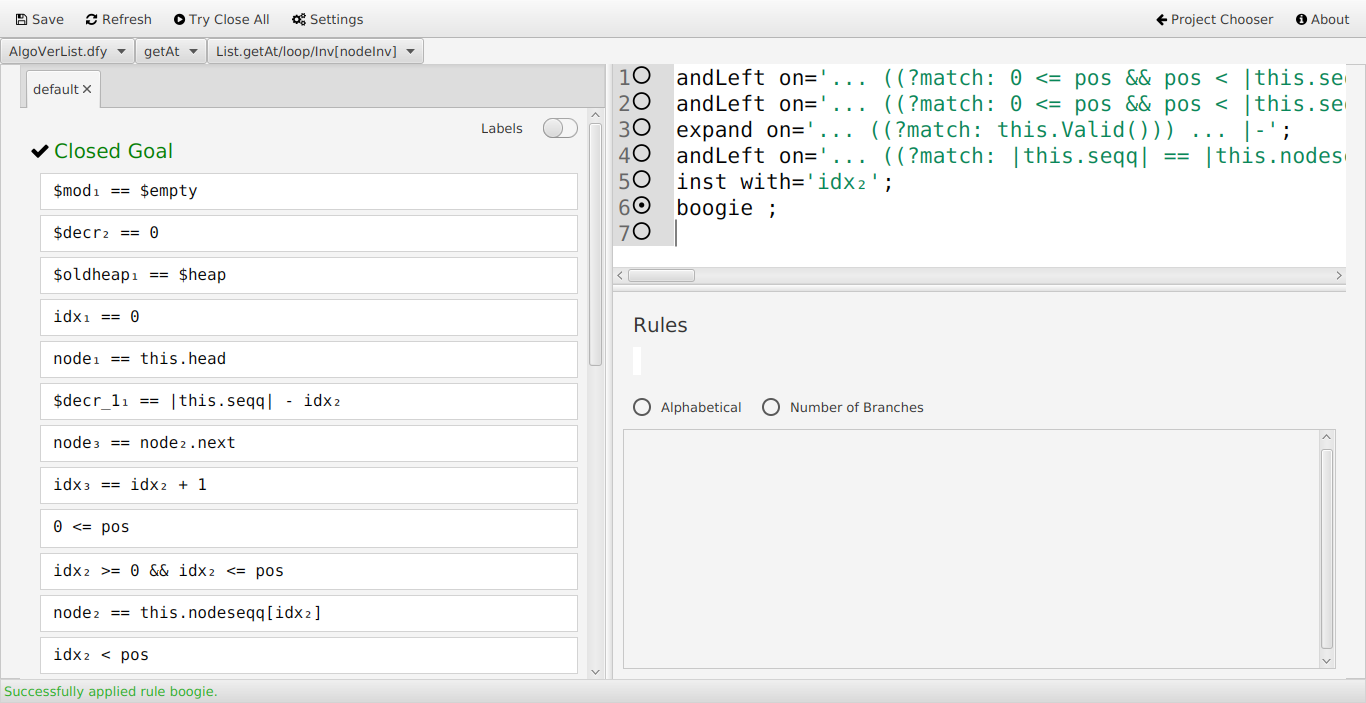 Save Refresh Try Close All Settings Project Chooser About
AlgoVerList.dfy getAt List.getAt/loop/Inv[nodeInv]
default
Labels
Closed Goal
$mod₁ == $empty
$decr₂ == 0
$oldheap₁ == $heap
idx₁ == 0
node₁ == this.head
$decr_1₁ == |this.seqq| - idx₂
node₃ == node₂.next
idx₃ == idx₂ + 1
0 <= pos
idx₂ >= 0 && idx₂ <= pos
node₂ == this.nodeseqq[idx₂]
idx₂ < pos
1 andLeft on='... ((?match: 0 <= pos && pos < |this.se
2 andLeft on='... ((?match: 0 <= pos && pos < |this.se
3 expand on='... ((?match: this.Valid())) ... |-';
4 andLeft on='... ((?match: |this.seqq| == |this.nodes
5 inst with='idx₂';
6 boogie ;
7
Rules
Alphabetical Number of Branches
Successfully applied rule boogie.